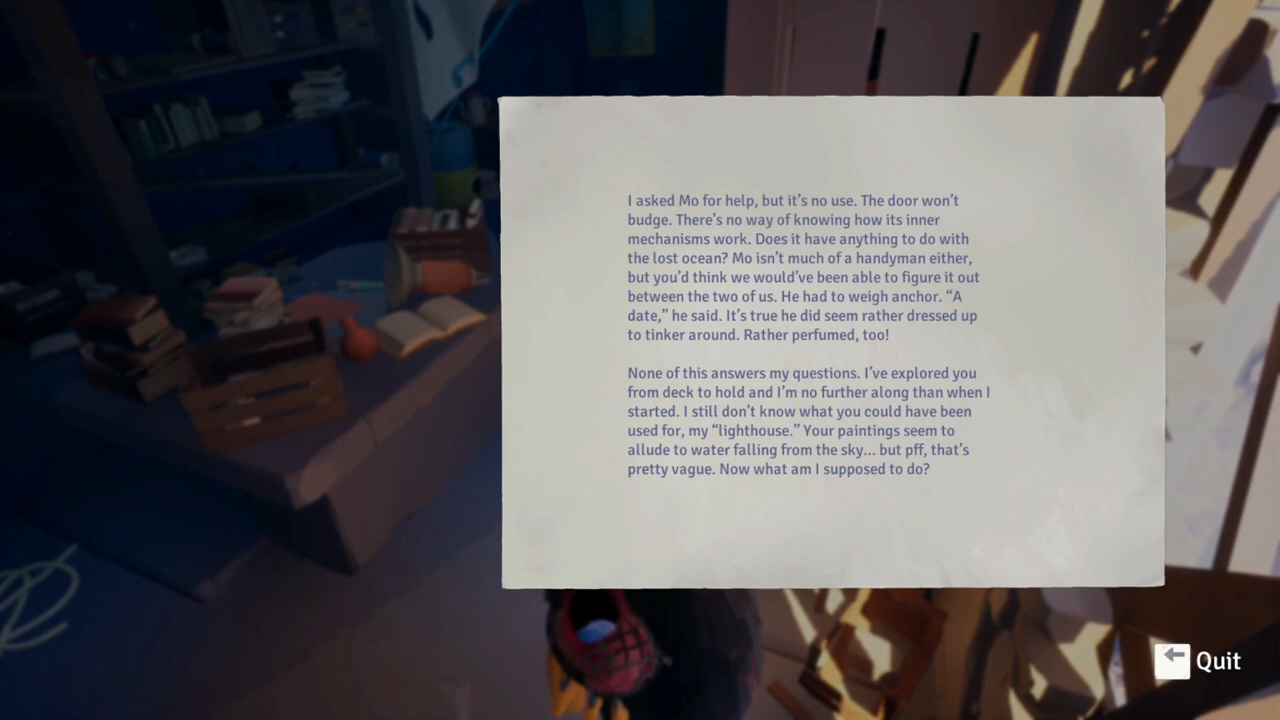 I asked Mo for help, but it’s no use. The door won’t
budge. There’s no way of knowing how its inner
mechanisms work. Does it have anything to do with
the lost ocean? Mo isn’t much of a handyman either,
but you’d think we would’ve been able to figure it out
between the two of us. He had to weigh anchor. “A
date,” he said. It’s true he did seem rather dressed up
to tinker around. Rather perfumed, too!

None of this answers my questions. I’ve explored you
from deck to hold and I’m no further along than when I
started. I still don’t know what you could have been
used for, my “lighthouse.” Your paintings seem to
allude to water falling from the sky... but pff, that’s
pretty vague. Now what am I supposed to do?

Quit